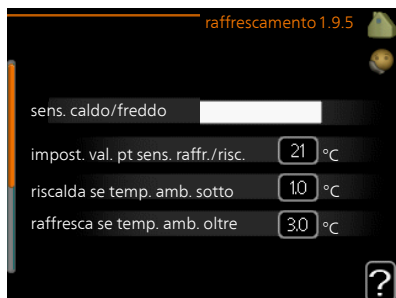 raffrescamento 1.9.5
sens. caldo/freddo
impost. val. pt sens. raffr./risc. 21 °C
riscalda se temp. amb. sotto 1.0 °C
raffresca se temp. amb. oltre 3.0 °C
?